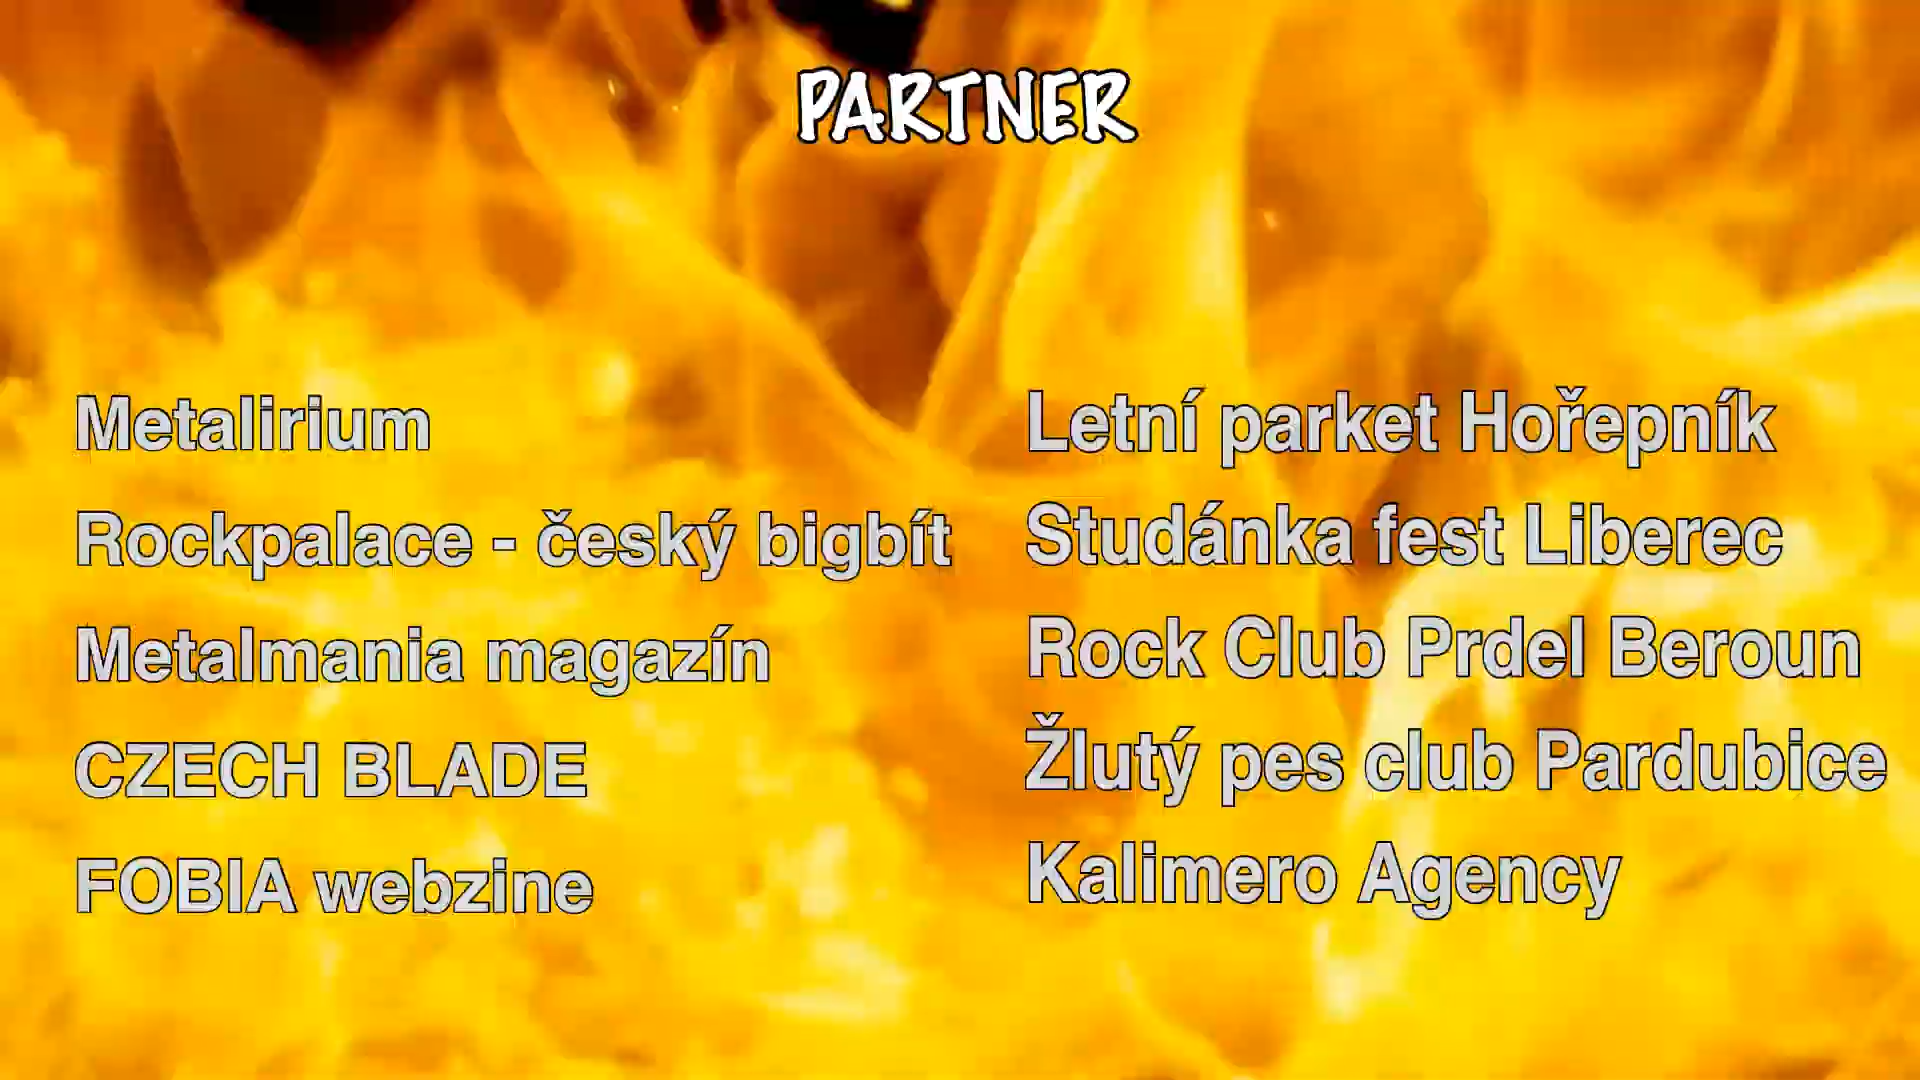 PARTNER
Metalirium
Rockpalace - český bigbít
Metalmania magazín
CZECH BLADE
FOBIA webzine
Letní parket Hořepník
Studánka fest Liberec
Rock Club Prdel Beroun
Žlutý pes club Pardubice
Kalimero Agency